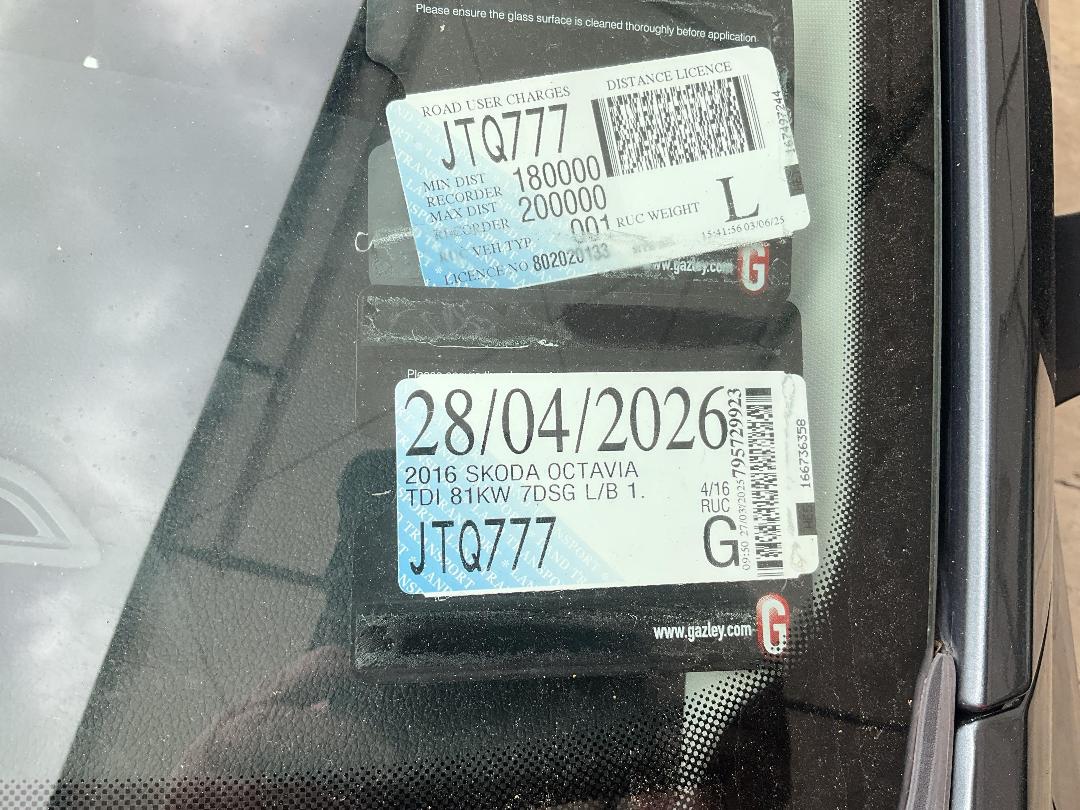 Please ensure the glass surface is cleaned thoroughly before application
ROAD USER CHARGES DISTANCE LICENCE
JTQ777
MIN DIST
RECORDER 180000
MAX DIST
RECORDER 200000
VEH TYP 001 RUC WEIGHT L
15:41:56 03/06/25
LICENCE NO 802020133
167497244
www.gazley.com G
Please
28/04/2026
2016 SKODA OCTAVIA
TDI 81KW 7DSG L/B 1.
4/16
RUC
JTQ777 G
09:50 27/03/2025 795729923
166736358
www.gazley.com G